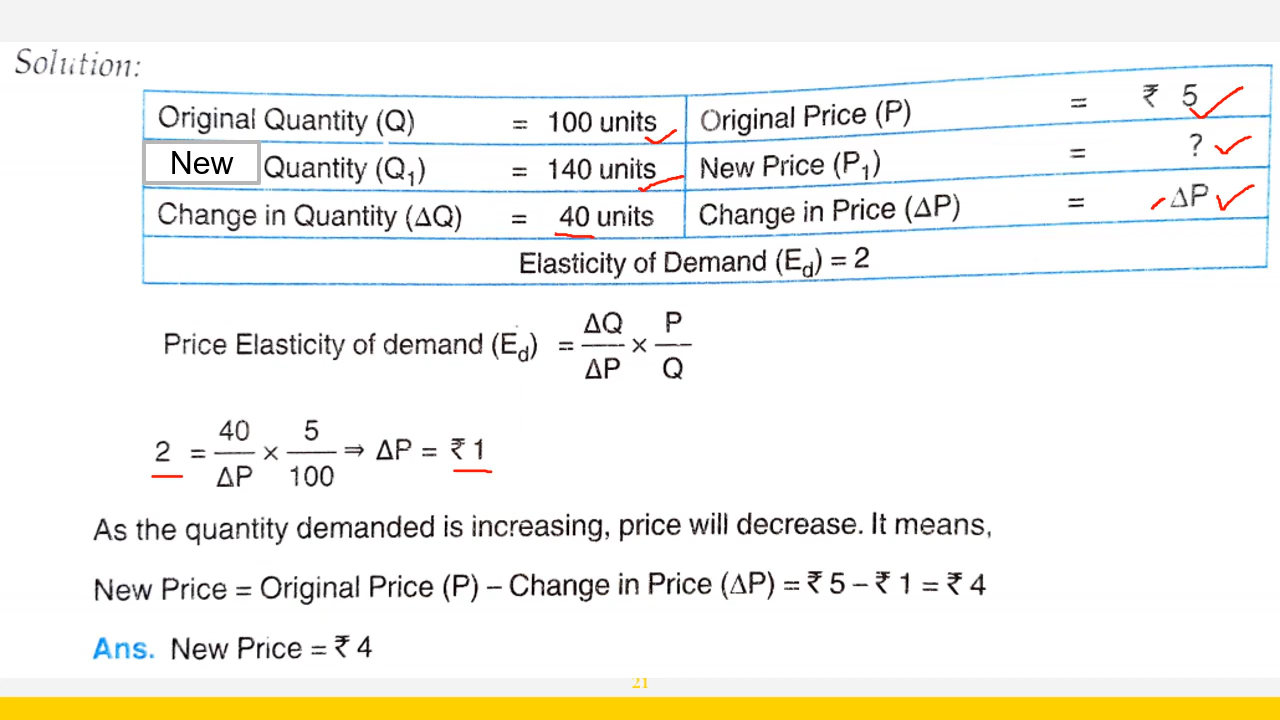 Solution:
Original Quantity (Q) = 100 units Original Price (P) = ₹ 5
New Quantity (Q₁) = 140 units New Price (P₁) = ?
Change in Quantity (ΔQ) = 40 units Change in Price (ΔP) = ΔP
Elasticity of Demand (E_d) = 2
Price Elasticity of demand (E_d) = ΔQ/ΔP × P/Q
2 = 40/ΔP × 5/100 ⇒ ΔP = ₹ 1
As the quantity demanded is increasing, price will decrease. It means,
New Price = Original Price (P) – Change in Price (ΔP) = ₹ 5 – ₹ 1 = ₹ 4
Ans. New Price = ₹ 4
21